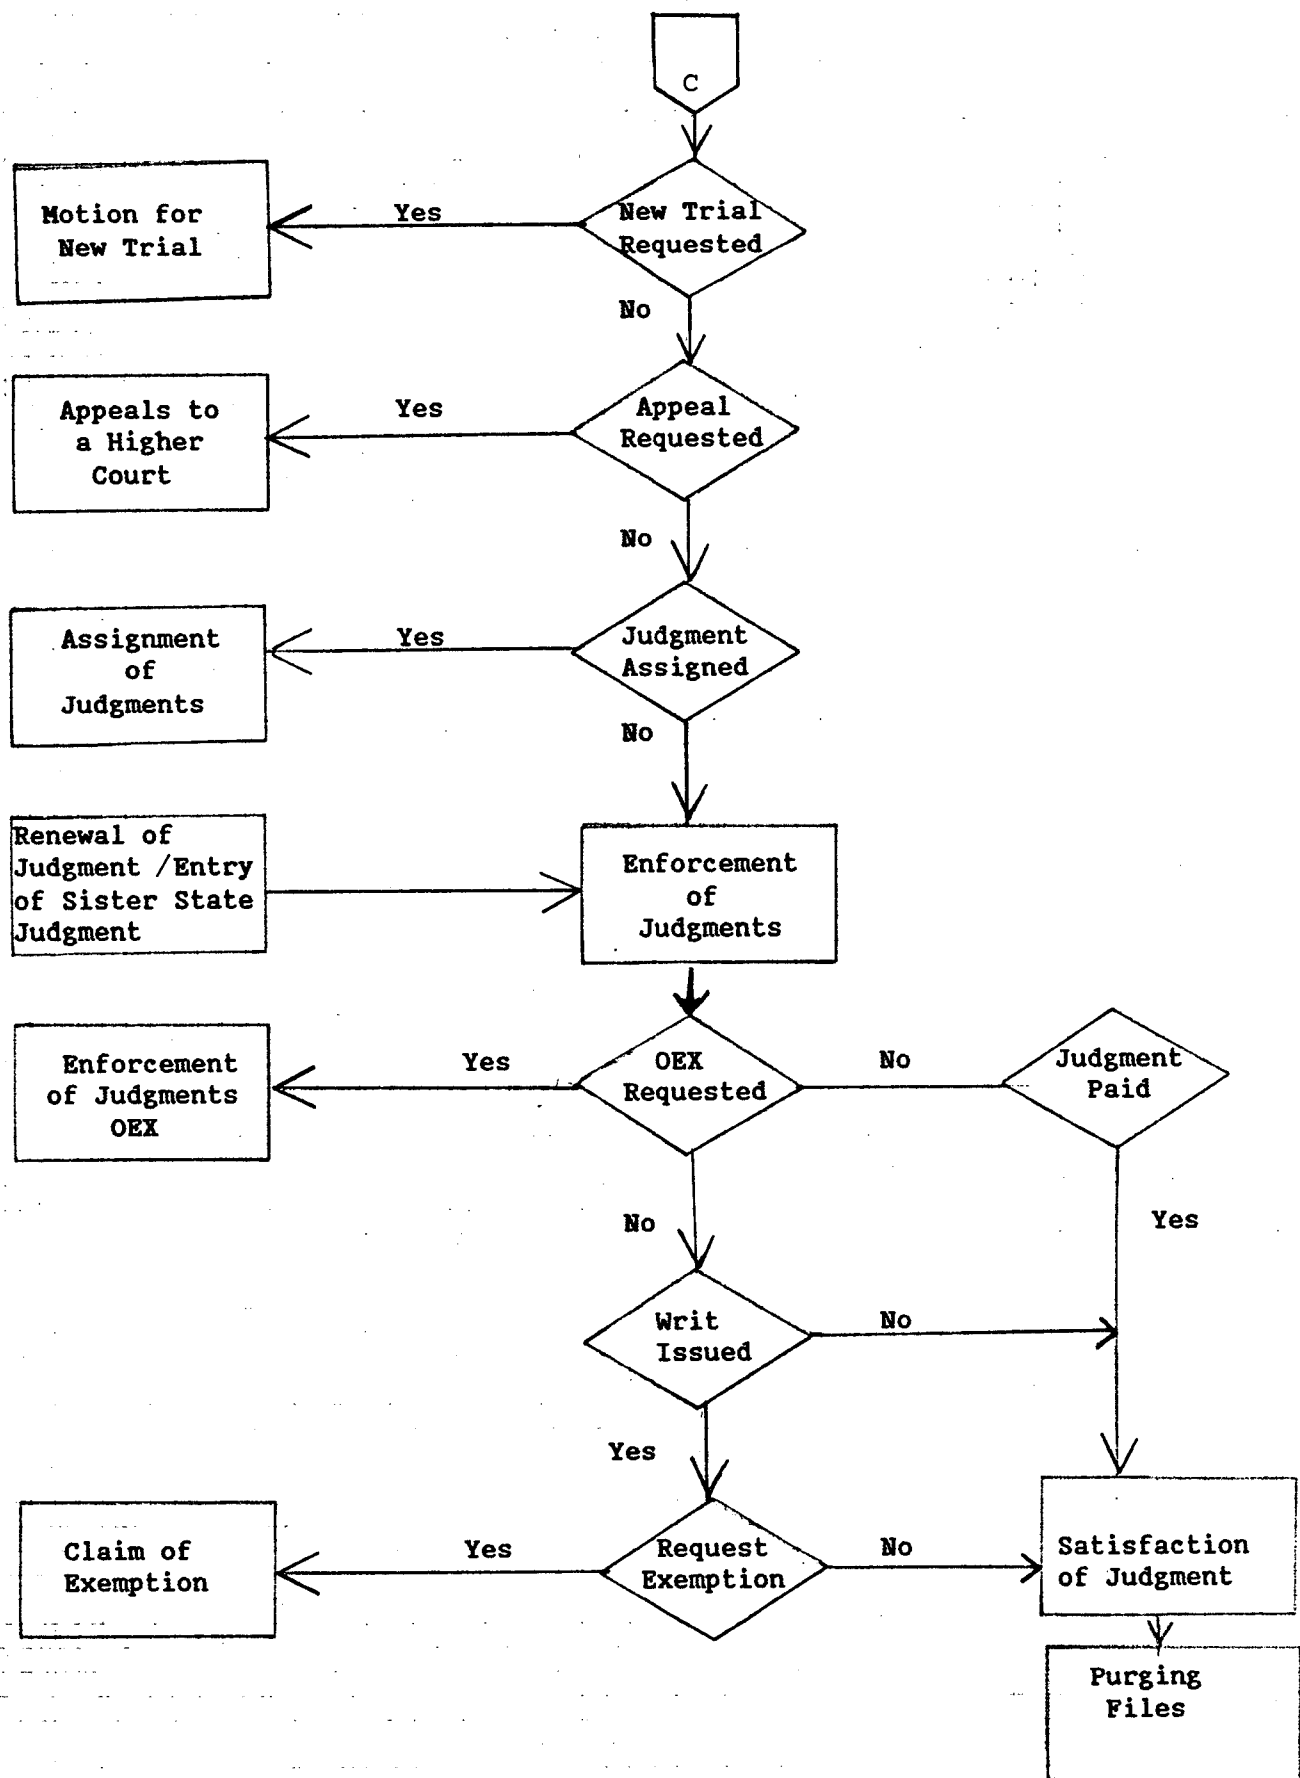 C
New Trial
Requested
Yes
Motion for
New Trial
No
Appeal
Requested
Yes
Appeals to
a Higher
Court
No
Judgment
Assigned
Yes
Assignment
of
Judgments
No
Renewal of
Judgment /Entry
of Sister State
Judgment
Enforcement
of
Judgments
OEX
Requested
Yes
Enforcement
of Judgments
OEX
No
Judgment
Paid
No
Yes
Writ
Issued
No
Yes
Request
Exemption
Yes
Claim of
Exemption
No
Satisfaction
of Judgment
Purging
Files